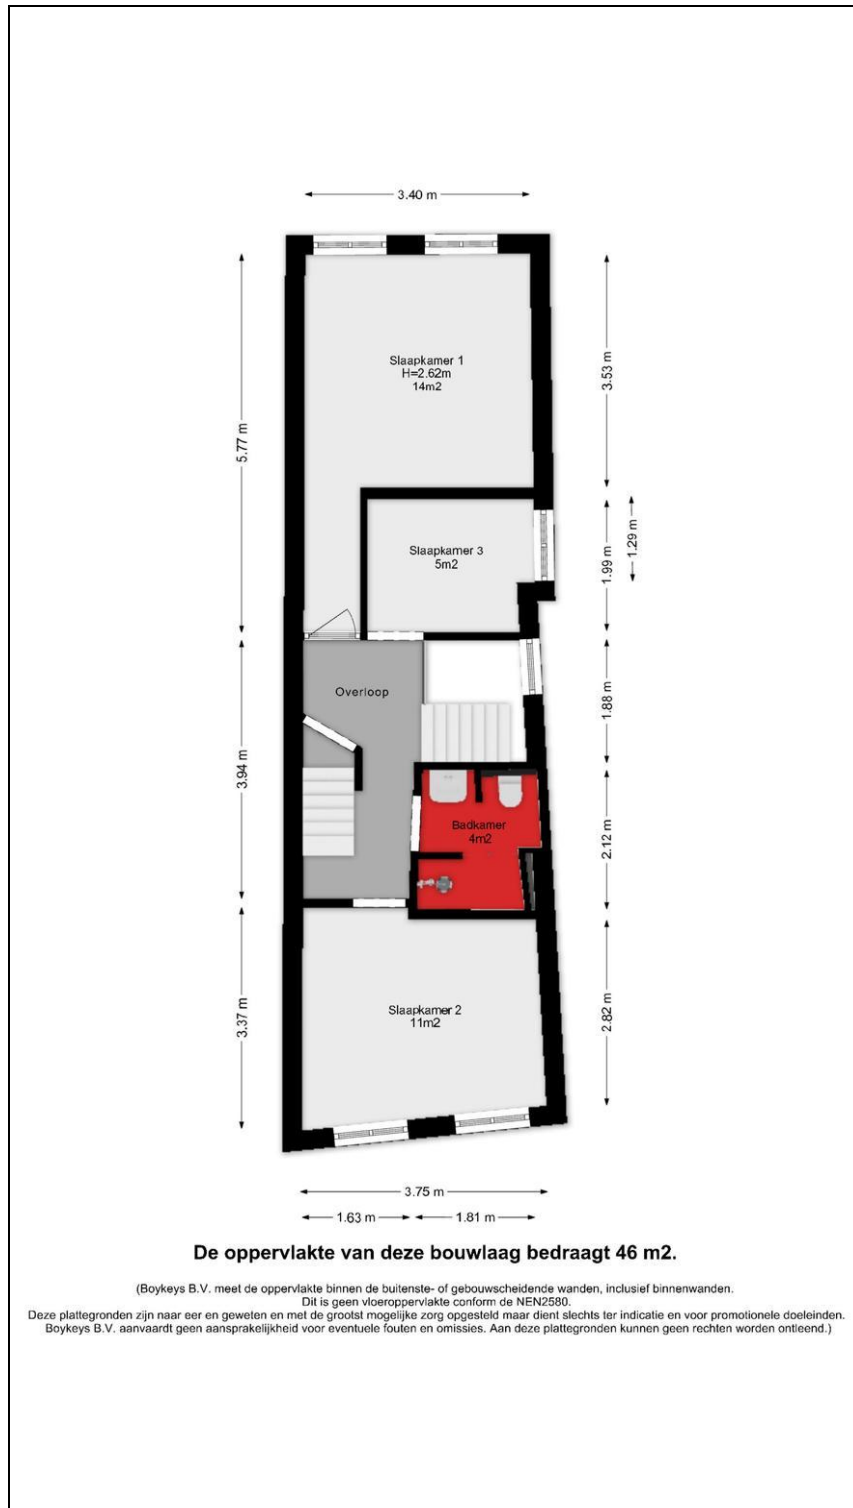 3.40 m
5.77 m
3.53 m
Slaapkamer 1
H=2.62m
14m2
1.29 m
1.99 m
Slaapkamer 3
5m2
Overloop
1.88 m
3.94 m
Badkamer
4m2
2.12 m
3.37 m
Slaapkamer 2
11m2
2.82 m
3.75 m
1.63 m 1.81 m
De oppervlakte van deze bouwlaag bedraagt 46 m2.
(Boykeys B.V. meet de oppervlakte binnen de buitenste- of gebouwscheidende wanden, inclusief binnenwanden.
Dit is geen vloeroppervlakte conform de NEN2580.
Deze plattegronden zijn naar eer en geweten en met de grootst mogelijke zorg opgesteld maar dient slechts ter indicatie en voor promotionele doeleinden.
Boykeys B.V. aanvaardt geen aansprakelijkheid voor eventuele fouten en omissies. Aan deze plattegronden kunnen geen rechten worden ontleend.)